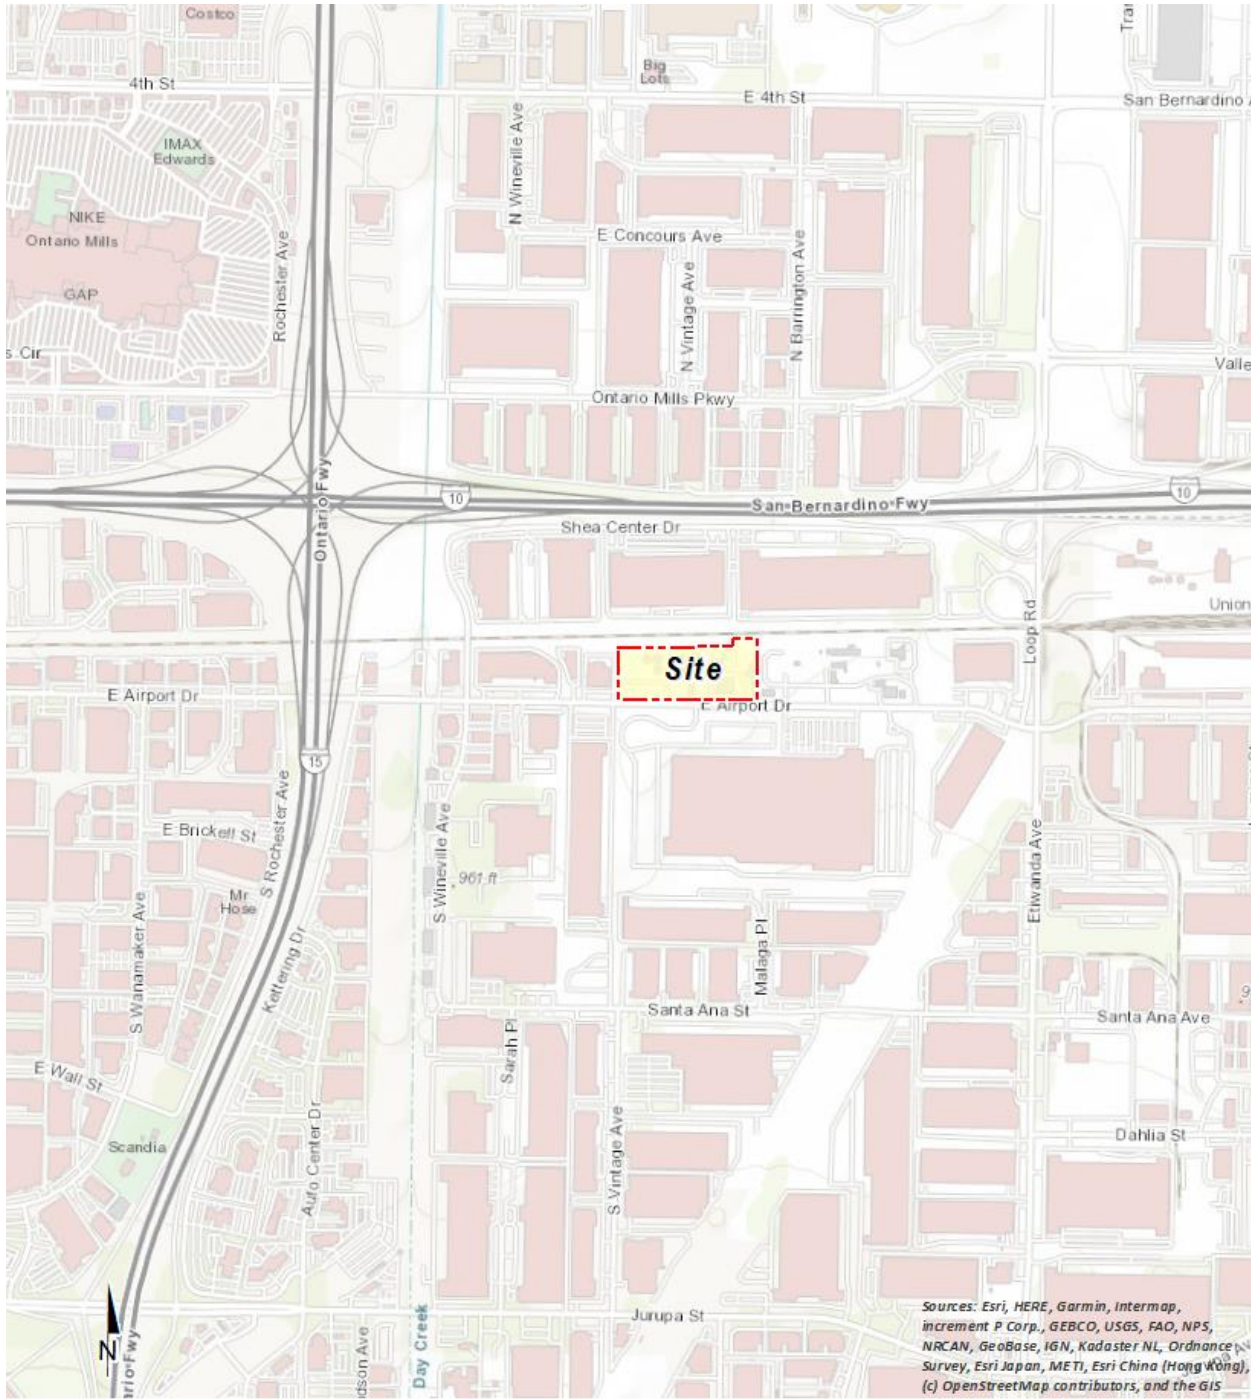 Costco
Tra
4th St
Big
Lots
E 4th St
San Bernardino
IMAX
Edwards
N Wineville Ave
NIKE
Ontario Mills
GAP
Rochester Ave
E Concours Ave
N Vintage Ave
N Barrington Ave
s Cir
Valle
Ontario Mills Pkwy
Ontario Fwy
10
San Bernardino Fwy
10
Shea Center Dr
Union
Loop Rd
Site
E Airport Dr
E Airport Dr
15
S Rochester Ave
E Brickell St
S Wineville Ave
961 ft
Mr
Hose
Etiwanda Ave
S Wanamaker Ave
Kettering Dr
Malaga Pl
Santa Ana St
Santa Ana Ave
9
Sarah Pl
E Wall St
Auto Center Dr
S Vintage Ave
Scandia
Dahlia St
N
ario Fwy
Day Creek
dson Ave
Jurupa St
Sources: Esri, HERE, Garmin, Intermap,
increment P Corp., GEBCO, USGS, FAO, NPS,
NRCAN, GeoBase, IGN, Kadaster NL, Ordnance
Survey, Esri Japan, METI, Esri China (Hong Kong),
(c) OpenStreetMap contributors, and the GIS